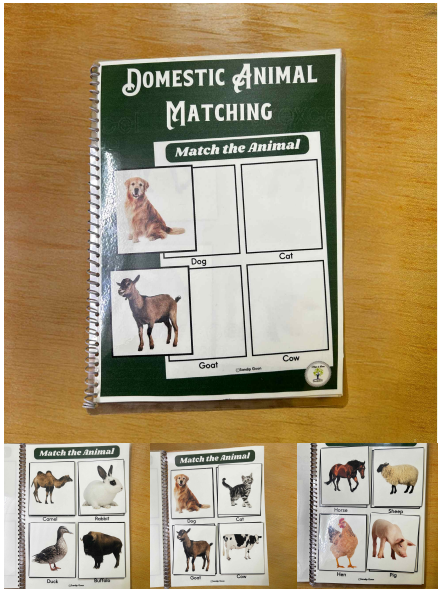 DOMESTIC ANIMAL
MATCHING
Match the Animal
Dog
Cat
Goat
Cow
Match the Animal
Camel
Rabbit
Duck
Buffalo
Match the Animal
Dog
Cat
Goat
Cow
Horse
Sheep
Hen
Pig